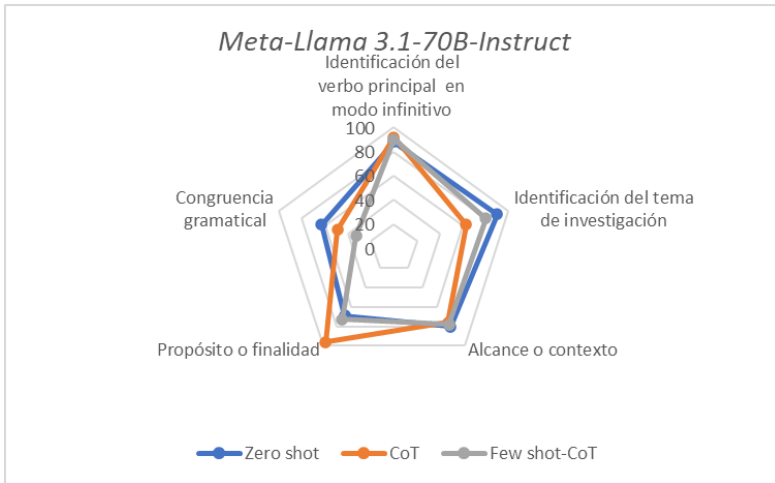 Meta-Llama 3.1-70B-Instruct
Identificación del
verbo principal en
modo infinitivo
100
80
60
40
20
0
Identificación del tema
de investigación
Alcance o contexto
Propósito o finalidad
Congruencia
gramatical
Zero shot
CoT
Few shot-CoT